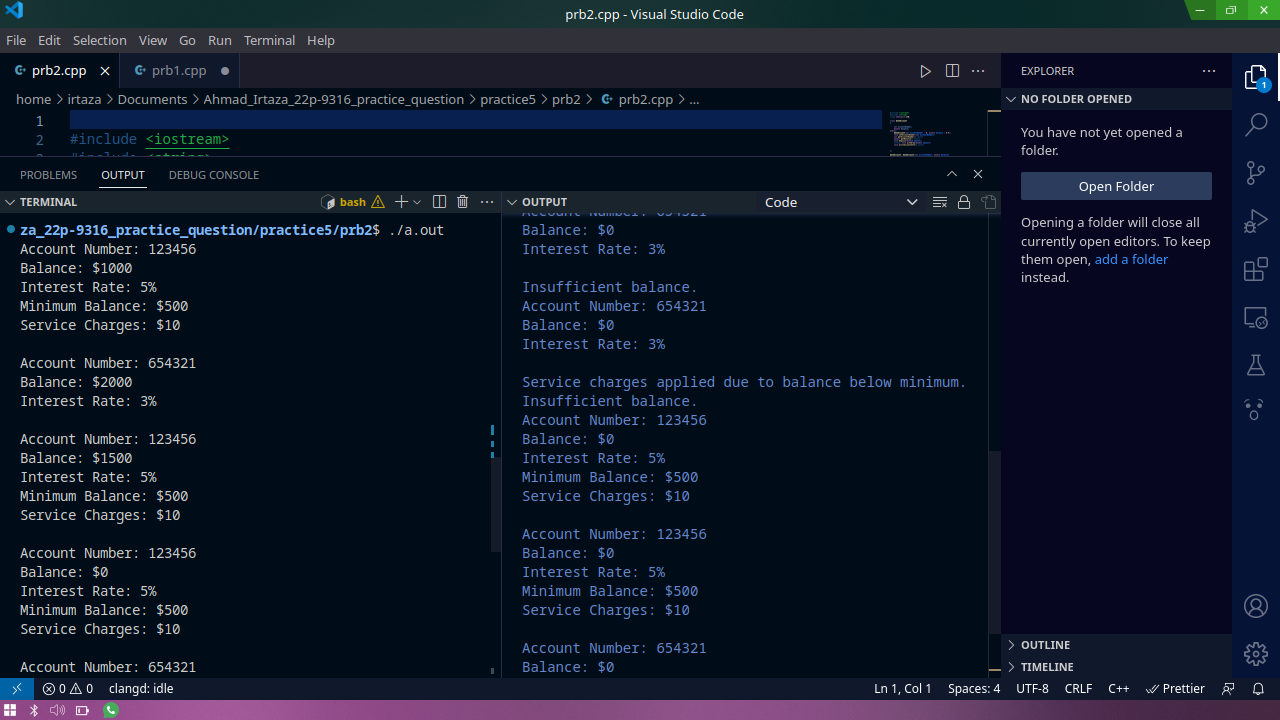 prb2.cpp - Visual Studio Code
File Edit Selection View Go Run Terminal Help
prb2.cpp prb1.cpp
home > irtaza > Documents > Ahmad_Irtaza_22p-9316_practice_question > practice5 > prb2 > prb2.cpp > ...
1
2 #include <iostream>
3 #include <string>
PROBLEMS OUTPUT DEBUG CONSOLE
TERMINAL bash
za_22p-9316_practice_question/practice5/prb2$ ./a.out
Account Number: 123456
Balance: $1000
Interest Rate: 5%
Minimum Balance: $500
Service Charges: $10
Account Number: 654321
Balance: $2000
Interest Rate: 3%
Account Number: 123456
Balance: $1500
Interest Rate: 5%
Minimum Balance: $500
Service Charges: $10
Account Number: 123456
Balance: $0
Interest Rate: 5%
Minimum Balance: $500
Service Charges: $10
Account Number: 654321
OUTPUT Code
Account Number: 654321
Balance: $0
Interest Rate: 3%
Insufficient balance.
Account Number: 654321
Balance: $0
Interest Rate: 3%
Service charges applied due to balance below minimum.
Insufficient balance.
Account Number: 123456
Balance: $0
Interest Rate: 5%
Minimum Balance: $500
Service Charges: $10
Account Number: 123456
Balance: $0
Interest Rate: 5%
Minimum Balance: $500
Service Charges: $10
Account Number: 654321
Balance: $0
EXPLORER
NO FOLDER OPENED
You have not yet opened a
folder.
Open Folder
Opening a folder will close all
currently open editors. To keep
them open, add a folder
instead.
OUTLINE
TIMELINE
1
0 0 clangd: idle Ln 1, Col 1 Spaces: 4 UTF-8 CRLF C++ Prettier